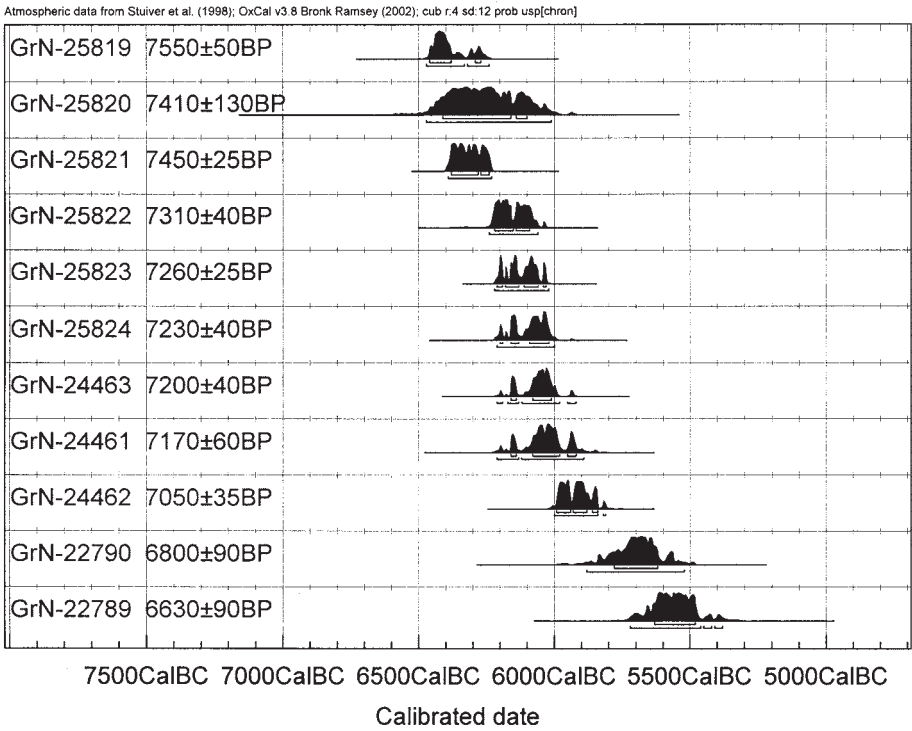 Atmospheric data from Stuiver et al. (1998); OxCal v3.8 Bronk Ramsey (2002); cub r:4 sd:12 prob usp[chron]
GrN-25819 7550±50BP
GrN-25820 7410±130BP
GrN-25821 7450±25BP
GrN-25822 7310±40BP
GrN-25823 7260±25BP
GrN-25824 7230±40BP
GrN-24463 7200±40BP
GrN-24461 7170±60BP
GrN-24462 7050±35BP
GrN-22790 6800±90BP
GrN-22789 6630±90BP
7500CalBC 7000CalBC 6500CalBC 6000CalBC 5500CalBC 5000CalBC
Calibrated date